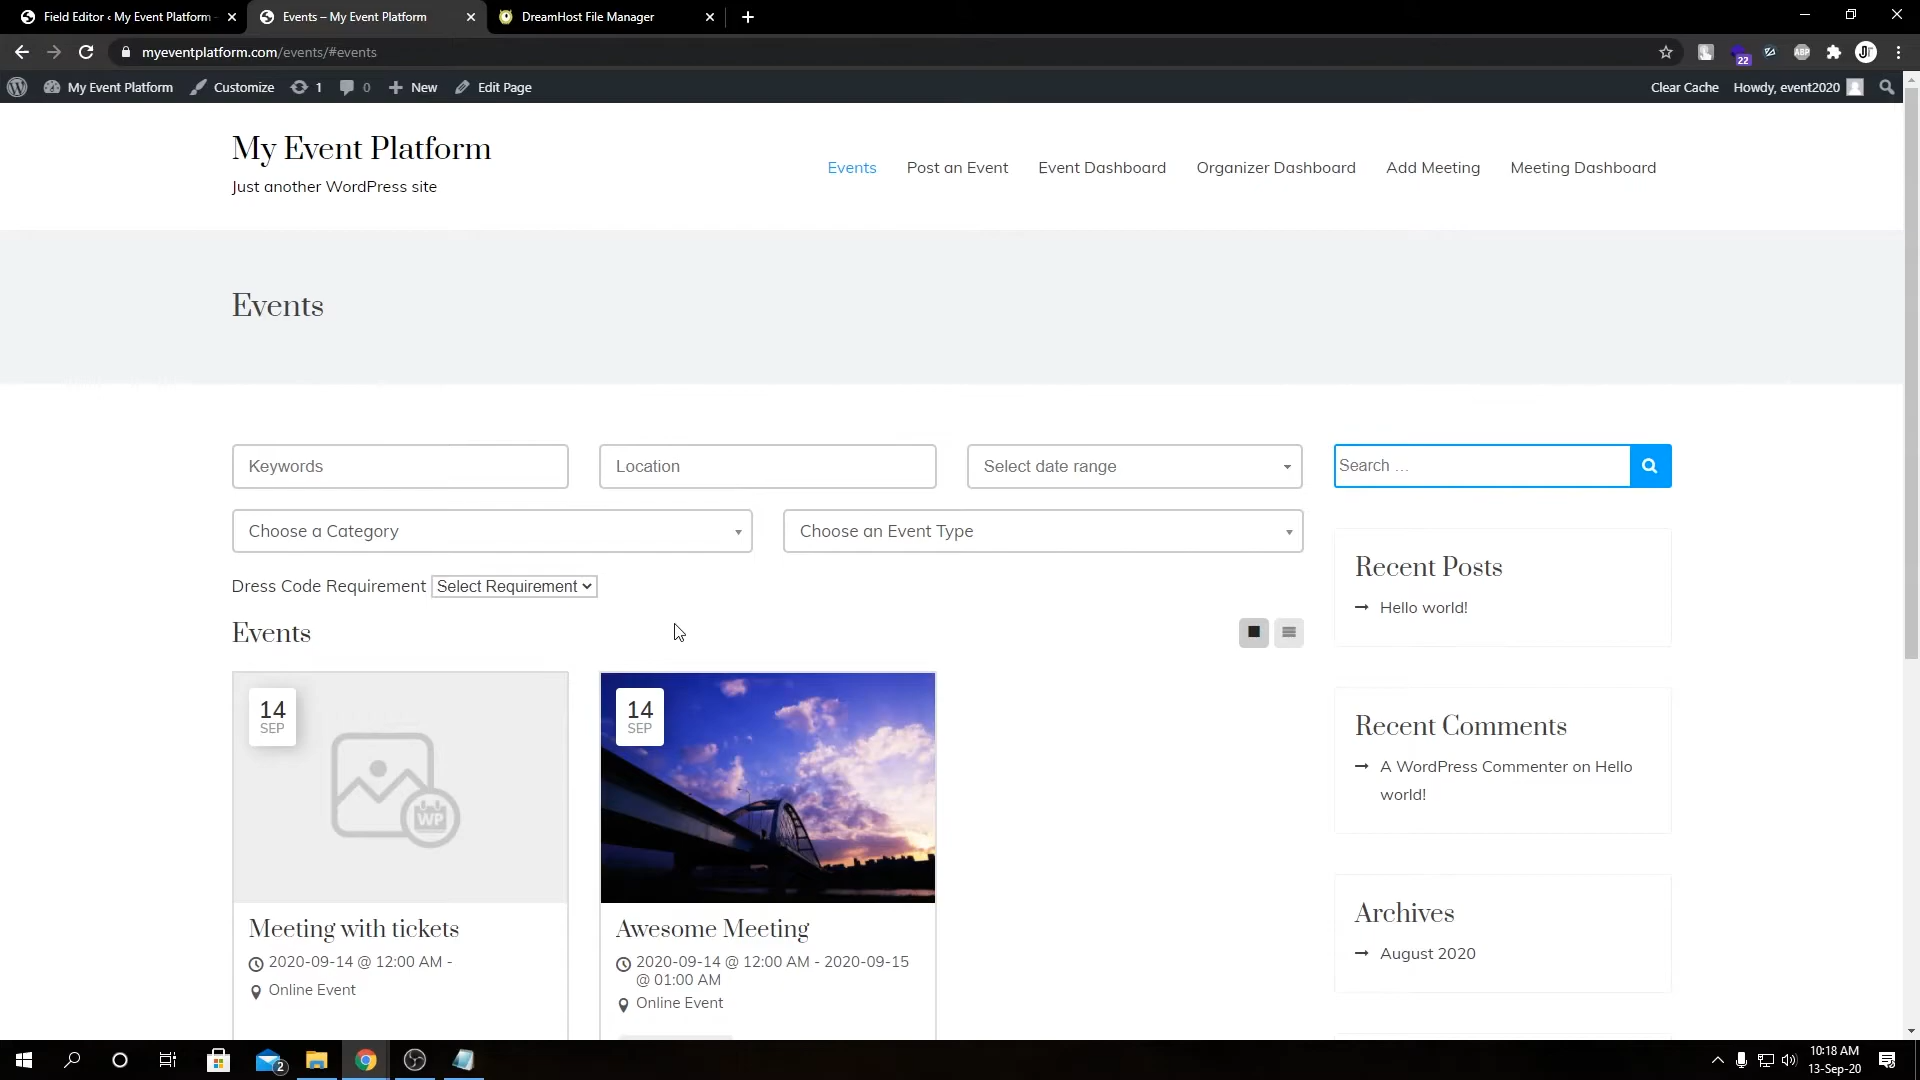 Field Editor ‹ My Event Platform -
Events – My Event Platform
DreamHost File Manager
myeventplatform.com/events/#events
ABP
22
My Event Platform
Customize
1
0
New
Edit Page
Clear Cache
Howdy, event2020
My Event Platform
Just another WordPress site
Events
Post an Event
Event Dashboard
Organizer Dashboard
Add Meeting
Meeting Dashboard
Events
Keywords
Location
Select date range
Search …
Choose a Category
Choose an Event Type
Dress Code Requirement
Select Requirement
Events
Recent Posts
Hello world!
14
SEP
WP
14
SEP
Recent Comments
A WordPress Commenter on Hello
world!
Archives
August 2020
Meeting with tickets
2020-09-14 @ 12:00 AM -
Online Event
Awesome Meeting
2020-09-14 @ 12:00 AM - 2020-09-15
@ 01:00 AM
Online Event
2
10:18 AM
13-Sep-20